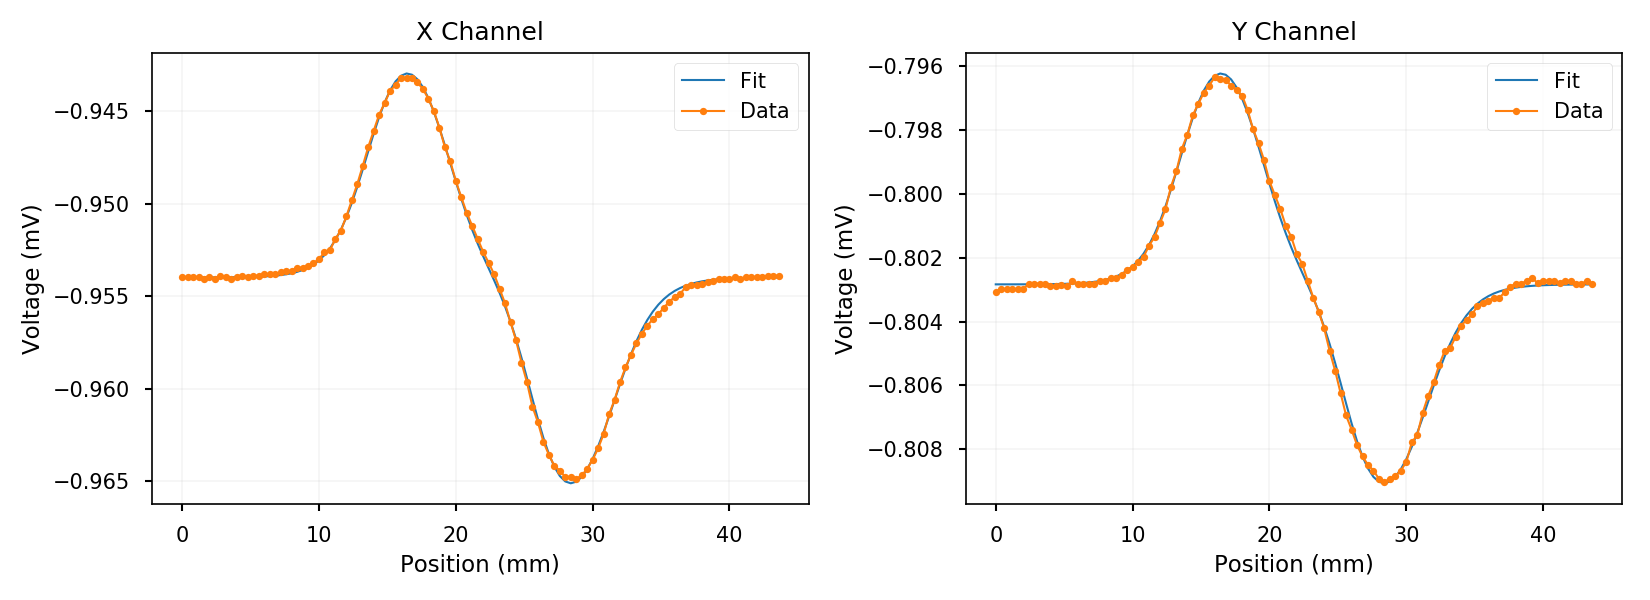 X Channel
Fit
Data
−0.945
−0.950
−0.955
−0.960
−0.965
Voltage (mV)
0 10 20 30 40
Position (mm)
Y Channel
Fit
Data
−0.796
−0.798
−0.800
−0.802
−0.804
−0.806
−0.808
Voltage (mV)
0 10 20 30 40
Position (mm)